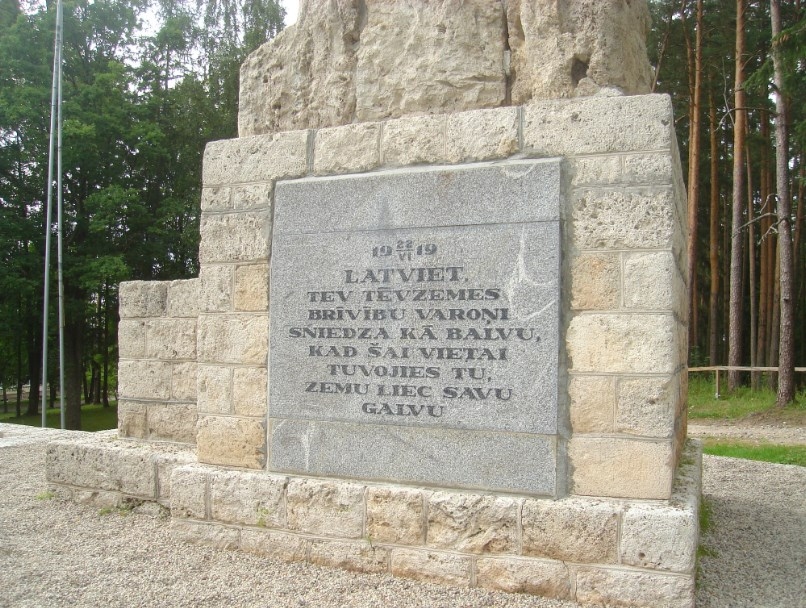 19 22/VI 19
LATVIET,
TEV TĒVZEMES
BRĪVĪBU VAROŅI
SNIEDZA KĀ BALVU,
KAD ŠAI VIETAI
TUVOJIES TU,
ZEMU LIEC SAVU
GALVU